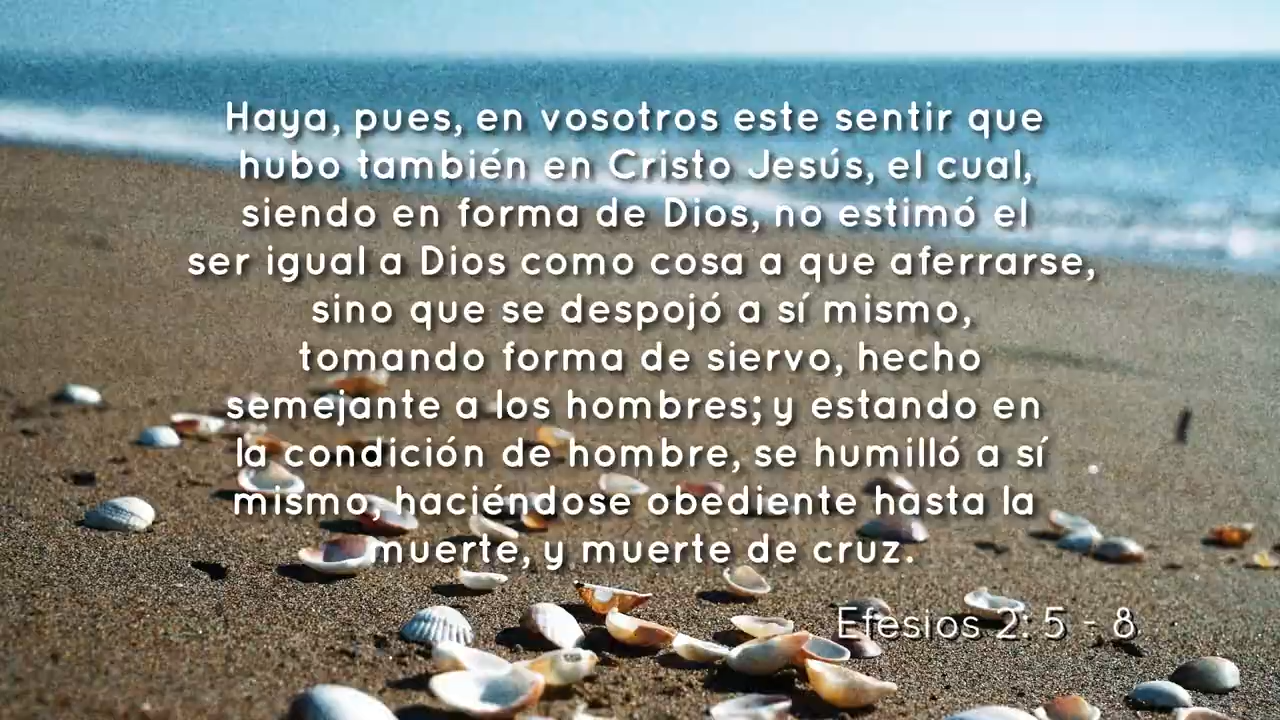 Haya, pues, en vosotros este sentir que
hubo también en Cristo Jesús, el cual,
siendo en forma de Dios, no estimó el
ser igual a Dios como cosa a que aferrarse,
sino que se despojó a sí mismo,
tomando forma de siervo, hecho
semejante a los hombres; y estando en
la condición de hombre, se humilló a sí
mismo, haciéndose obediente hasta la
muerte, y muerte de cruz.
Efesios 2: 5 - 8